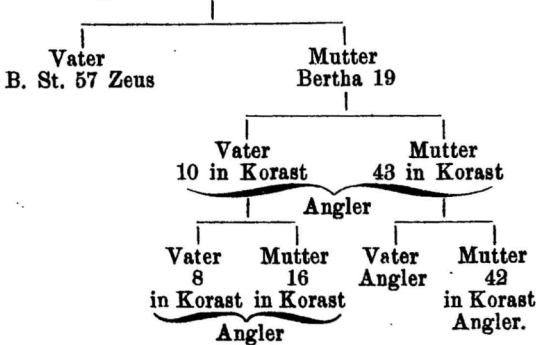 Vater Mutter
B. St. 57 Zeus Bertha 19
Vater Mutter
10 in Korast 43 in Korast
Angler
Vater Mutter Vater Mutter
8 16 Angler 42
in Korast in Korast in Korast
Angler Angler.